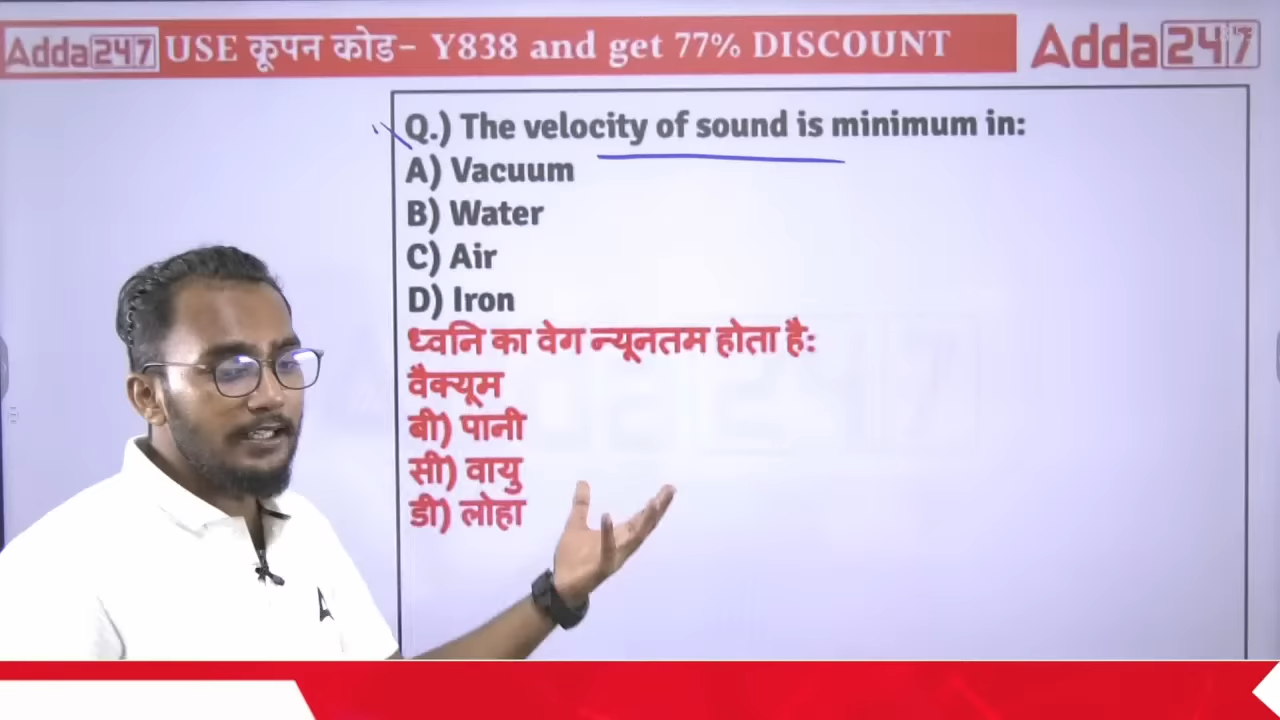 Adda247 USE कूपन कोड- Y838 and get 77% DISCOUNT Adda247
Q.) The velocity of sound is minimum in:
A) Vacuum
B) Water
C) Air
D) Iron
ध्वनि का वेग न्यूनतम होता है:
वैक्यूम
बी) पानी
सी) वायु
डी) लोहा